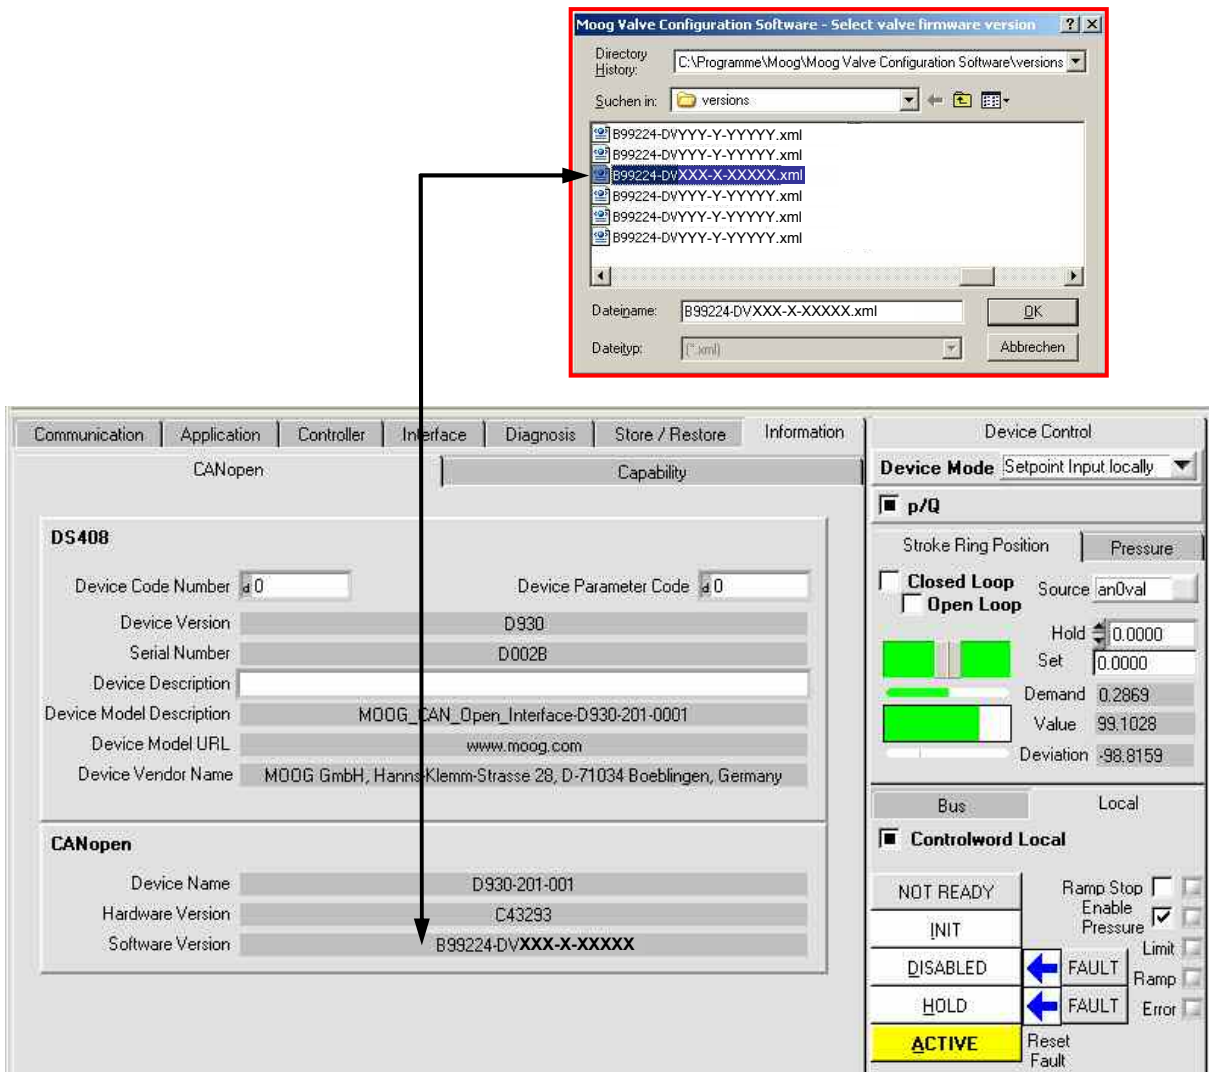 Moog Valve Configuration Software - Select valve firmware version
Directory History: C:\Programme\Moog\Moog Valve Configuration Software\versions
Suchen in: versions
B99224-DVYYY-Y-YYYYY.xml
B99224-DVYYY-Y-YYYYY.xml
B99224-DVXXX-X-XXXXX.xml
B99224-DVYYY-Y-YYYYY.xml
B99224-DVYYY-Y-YYYYY.xml
B99224-DVYYY-Y-YYYYY.xml
Dateiname: B99224-DVXXX-X-XXXXX.xml OK
Dateityp: (*.xml) Abbrechen
Communication Application Controller Interface Diagnosis Store / Restore Information
CANopen Capability
DS408
Device Code Number d 0 Device Parameter Code d 0
Device Version D930
Serial Number D002B
Device Description
Device Model Description MOOG_CAN_Open_Interface-D930-201-0001
Device Model URL www.moog.com
Device Vendor Name MOOG GmbH, Hanns-Klemm-Strasse 28, D-71034 Boeblingen, Germany
CANopen
Device Name D930-201-001
Hardware Version C43293
Software Version B99224-DVXXX-X-XXXXX
Device Control
Device Mode Setpoint Input locally
p/Q
Stroke Ring Position Pressure
Closed Loop
Open Loop
Source an0val
Hold 0.0000
Set 0.0000
Demand 0.2869
Value 99.1028
Deviation -98.8159
Bus Local
Controlword Local
NOT READY
INIT
DISABLED FAULT
HOLD FAULT
ACTIVE Reset Fault
Ramp Stop
Enable Pressure
Limit
Ramp
Error